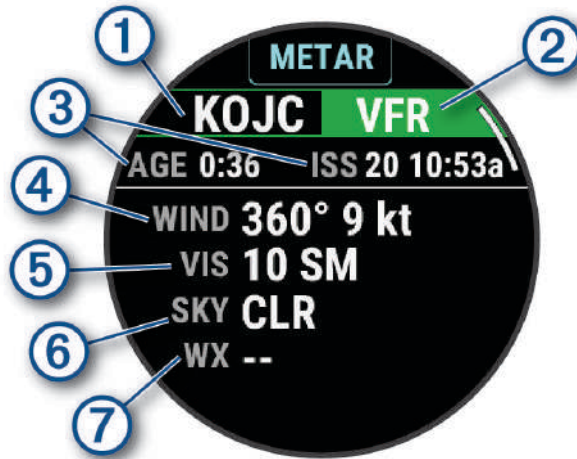 METAR
1
2
KOJC VFR
3
AGE 0:36 ISS 20 10:53a
4
WIND 360° 9 kt
5
VIS 10 SM
6
SKY CLR
7
WX --